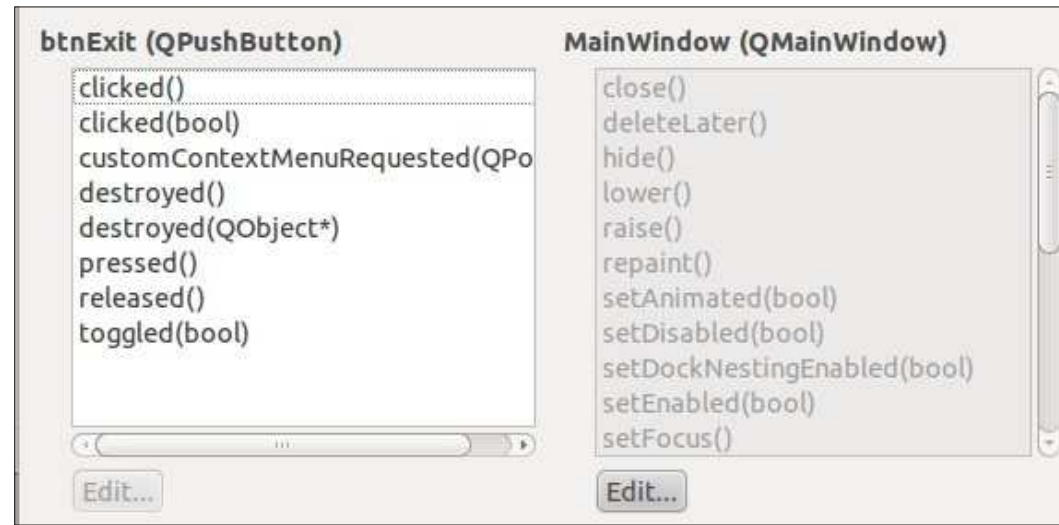 btnExit (QPushButton)
clicked()
clicked(bool)
customContextMenuRequested(QPo
destroyed()
destroyed(QObject*)
pressed()
released()
toggled(bool)
Edit...
MainWindow (QMainWindow)
close()
deleteLater()
hide()
lower()
raise()
repaint()
setAnimated(bool)
setDisabled(bool)
setDockNestingEnabled(bool)
setEnabled(bool)
setFocus()
Edit...